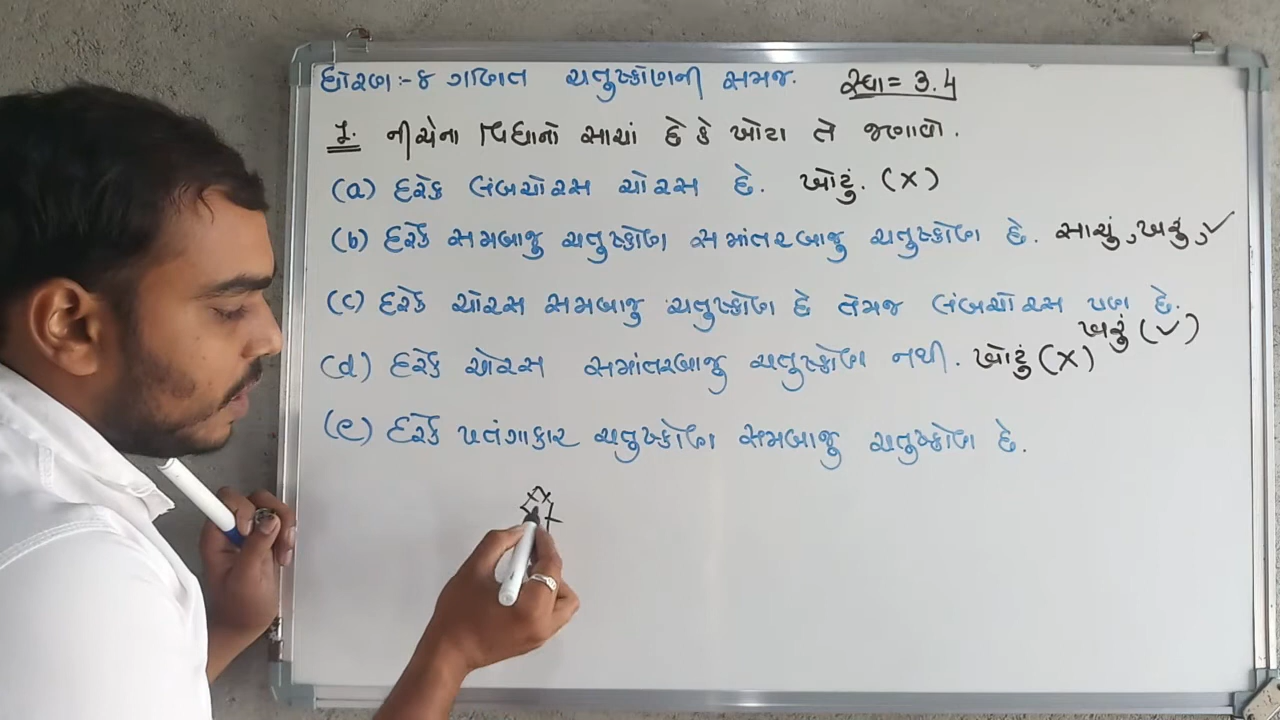 ધોરણ:-૪ ગણિત ચતુષ્કોણની સમજ. સ્વા = 3.4
1. નીચેના વિધાનો સાચાં છે કે ખોટા તે જણાવો.
(a) દરેક લંબચોરસ ચોરસ છે. ખોટું. (X)
(b) દરેક સમબાજુ ચતુષ્કોણ સમાંતરબાજુ ચતુષ્કોણ છે. સાચું, ખરું, ✓
(c) દરેક ચોરસ સમબાજુ ચતુષ્કોણ છે તેમજ લંબચોરસ પણ છે.
ખરું (✓)
(d) દરેક ચોરસ સમાંતરબાજુ ચતુષ્કોણ નથી. ખોટું (X)
(e) દરેક પતંગાકાર ચતુષ્કોણ સમબાજુ ચતુષ્કોણ છે.